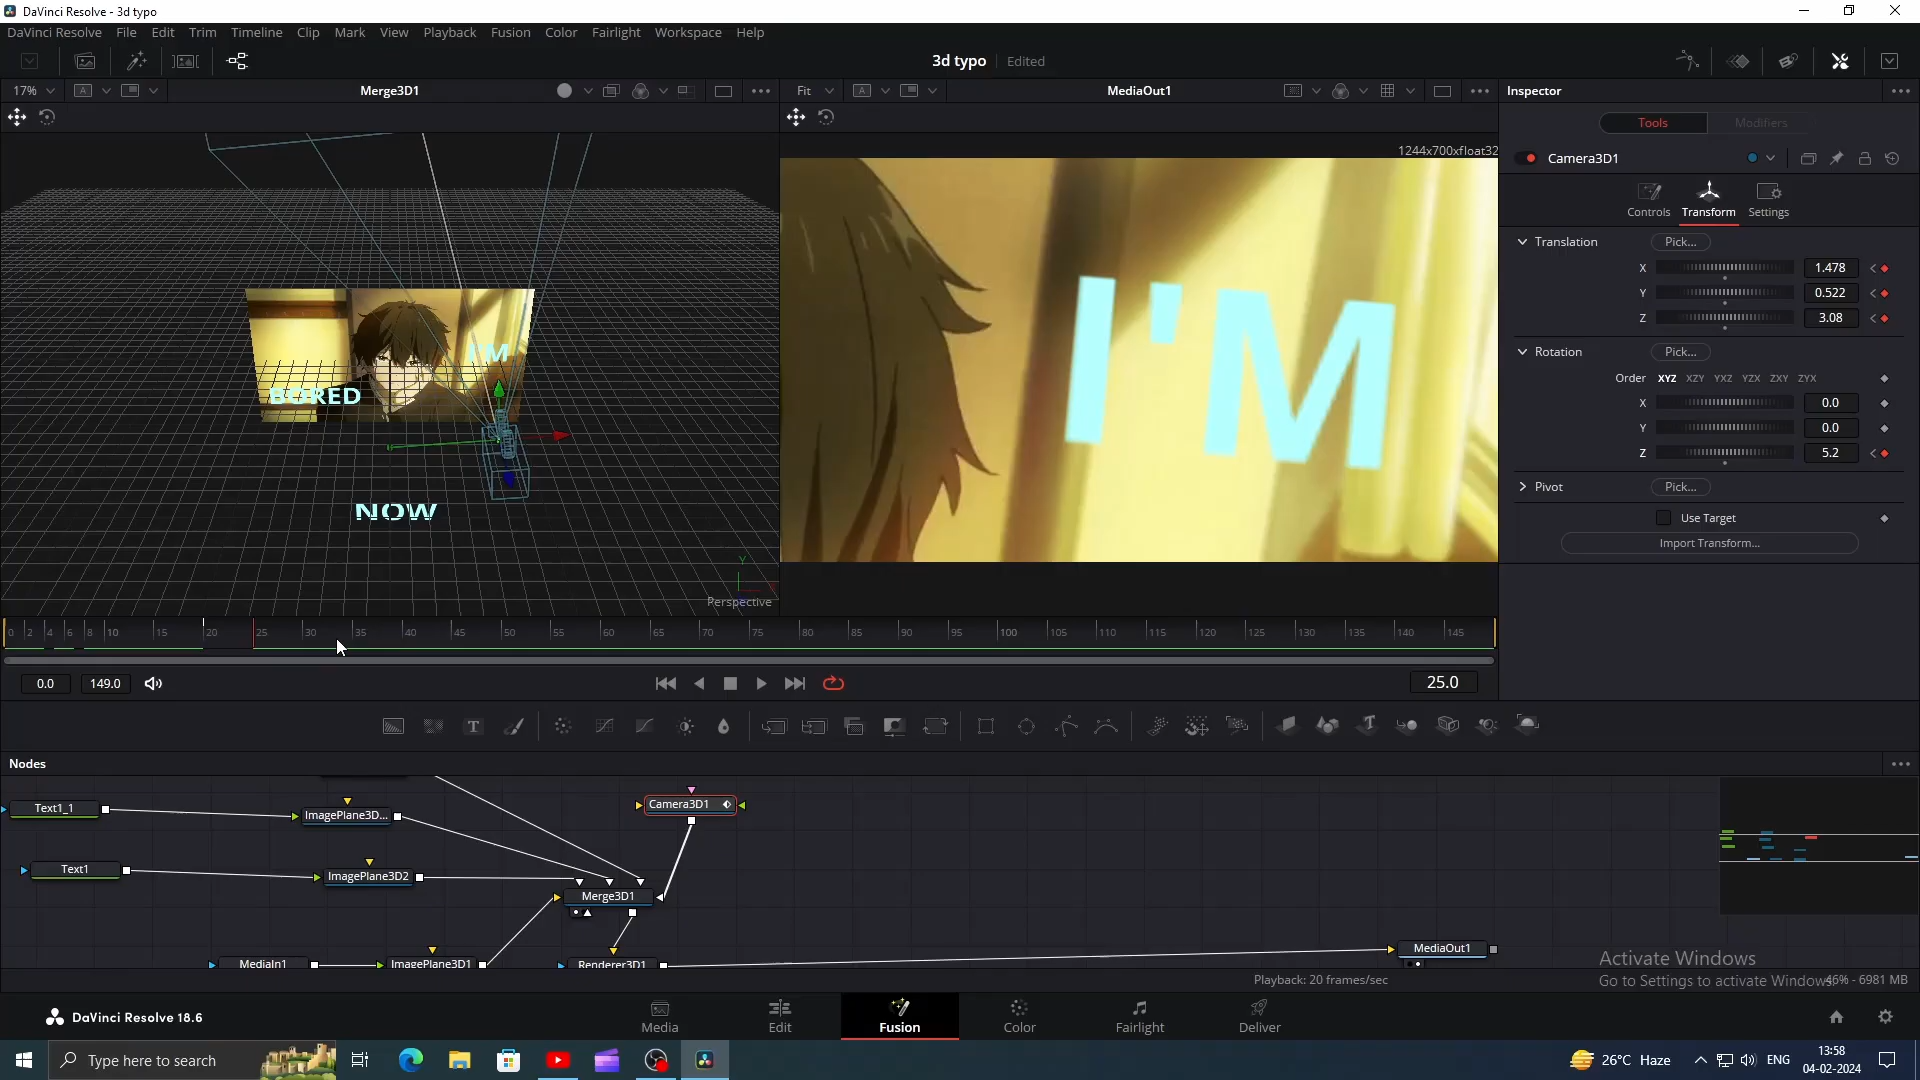 DaVinci Resolve - 3d typo
DaVinci Resolve File Edit Trim Timeline Clip Mark View Playback Fusion Color Fairlight Workspace Help
3d typo Edited
17% A Merge3D1 Fit A MediaOut1 Inspector
Tools Modifiers
1244x700xfloat32
Camera3D1
Controls Transform Settings
Translation Pick...
X 1.478
Y 0.522
Z 3.08
Rotation Pick...
Order XYZ XZY YXZ YZX ZXY ZYX
X 0.0
Y 0.0
Z 5.2
Pivot Pick...
Use Target
Import Transform...
I'M
BORED
NOW
I'M
Y
Perspective
0 2 4 6 8 10 15 20 25 30 35 40 45 50 55 60 65 70 75 80 85 90 95 100 105 110 115 120 125 130 135 140 145
0.0 149.0 25.0
T T
Nodes
Text1_1 ImagePlane3D... Camera3D1
Text1 ImagePlane3D2
Merge3D1
MediaIn1 ImagePlane3D1 Renderer3D1 MediaOut1
Activate Windows
Go to Settings to activate Windows.
Playback: 20 frames/sec 46% - 6981 MB
DaVinci Resolve 18.6 Media Edit Fusion Color Fairlight Deliver
Type here to search 26°C Haze ENG 13:58
04-02-2024